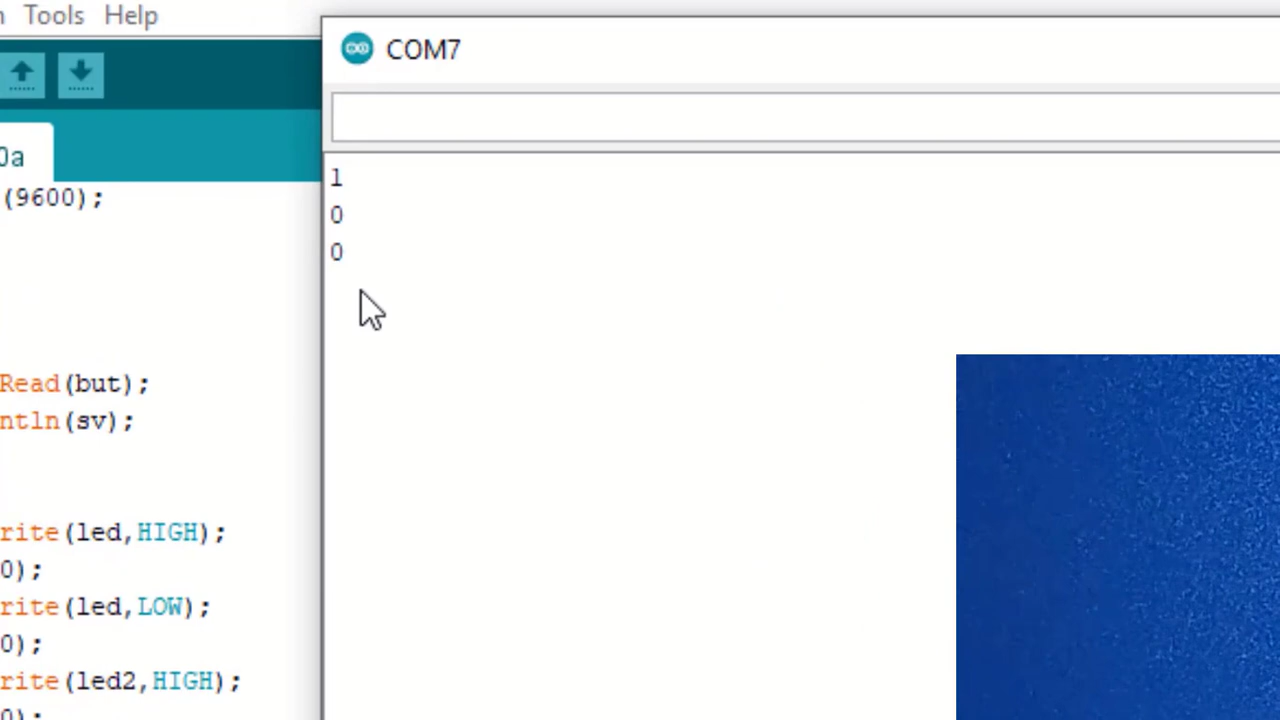 Tools Help
COM7
0a
(9600);
1
0
0
Read(but);
ntln(sv);
rite(led,HIGH);
0);
rite(led,LOW);
0);
rite(led2,HIGH);
0);